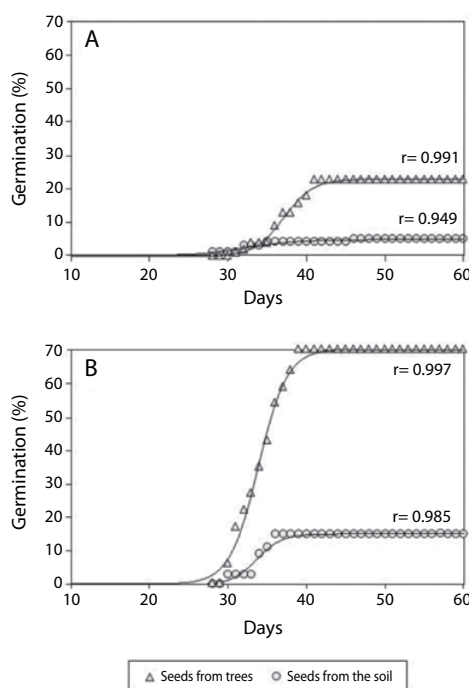 A
Germination (%)
70
60
50
40
30
20
10
0
r= 0.991
r= 0.949
10 20 30 40 50 60
Days
B
Germination (%)
70
60
50
40
30
20
10
0
r= 0.997
r= 0.985
10 20 30 40 50 60
Days
Seeds from trees Seeds from the soil